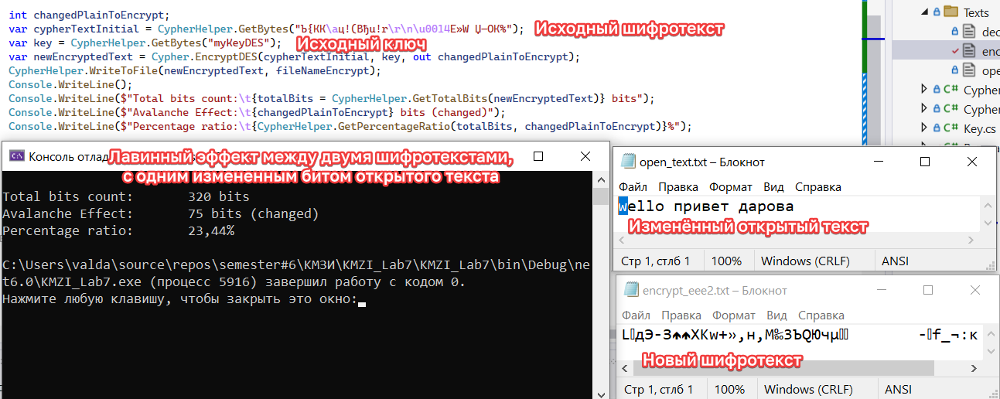 int changedPlainToEncrypt;
var cypherTextInitial = CypherHelper.GetBytes("Ъ{КК\aц!(Вђu!r\r\n\u0014E»W Џ—ОК%");
Исходный шифротекст
var key = CypherHelper.GetBytes("myKeyDES");
Исходный ключ
var newEncryptedText = Cypher.EncryptDES(cypherTextInitial, key, out changedPlainToEncrypt);
CypherHelper.WriteToFile(newEncryptedText, fileNameEncrypt);
Console.WriteLine();
Console.WriteLine($"Total bits count:\t{totalBits = CypherHelper.GetTotalBits(newEncryptedText)} bits");
Console.WriteLine($"Avalanche Effect:\t{changedPlainToEncrypt} bits (changed)");
Console.WriteLine($"Percentage ratio:\t{CypherHelper.GetPercentageRatio(totalBits, changedPlainToEncrypt)}%");
Texts
dec
enc
ope
Cypher
Cypher
Key.cs
Консоль отлад
Лавинный эффект между двумя шифротекстами,
с одним измененным битом открытого текста
Total bits count: 320 bits
Avalanche Effect: 75 bits (changed)
Percentage ratio: 23,44%
C:\Users\valda\source\repos\semester#6\КМЗИ\KMZI_Lab7\KMZI_Lab7\bin\Debug\ne
t6.0\KMZI_Lab7.exe (процесс 5916) завершил работу с кодом 0.
Нажмите любую клавишу, чтобы закрыть это окно:
open_text.txt – Блокнот
Файл Правка Формат Вид Справка
wello привет дарова
Изменённый открытый текст
Стр 1, стлб 1 100% Windows (CRLF) ANSI
encrypt_eee2.txt – Блокнот
Файл Правка Формат Вид Справка
дЭ-З♠♠XKw+»,н,М‰ЗЪQЮчµ -f_¬:к
Новый шифротекст
Стр 1, стлб 1 100% Windows (CRLF) ANSI